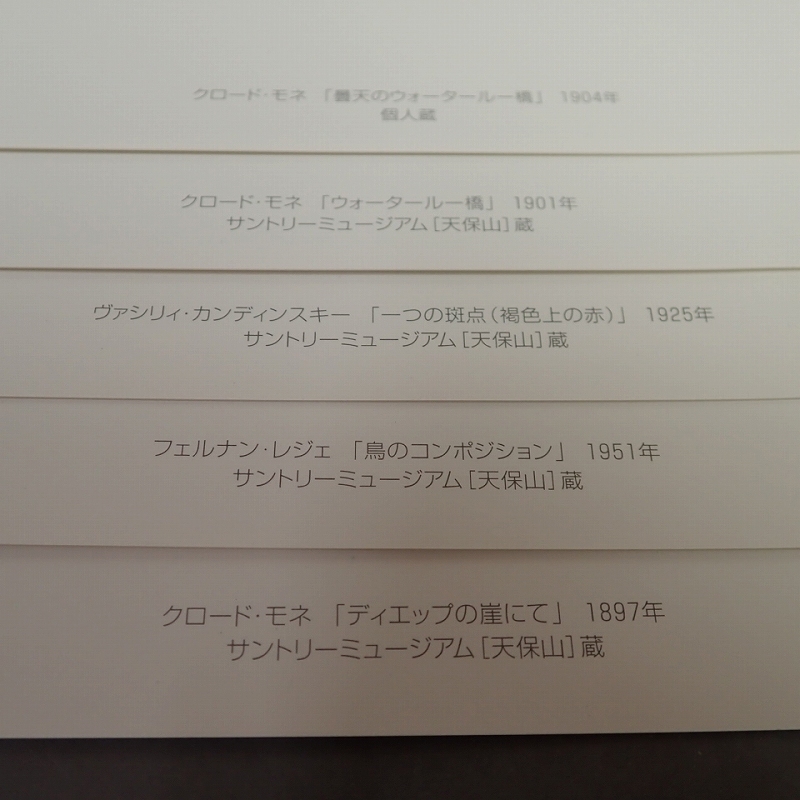 クロード･モネ 「曇天のウォータールー橋」 1904年
個人蔵
クロード･モネ 「ウォータールー橋」 1901年
サントリーミュージアム[天保山]蔵
ヴァシリィ･カンディンスキー 「一つの斑点(褐色上の赤)」 1925年
サントリーミュージアム[天保山]蔵
フェルナン･レジェ 「鳥のコンポジション」 1951年
サントリーミュージアム[天保山]蔵
クロード･モネ 「ディエップの崖にて」 1897年
サントリーミュージアム[天保山]蔵